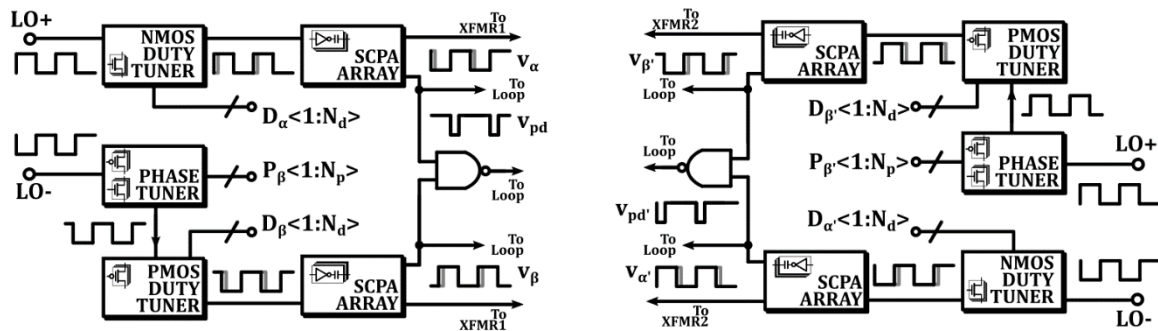 LO+
NMOS
DUTY
TUNER
SCPA
ARRAY
To
XFMR1
vα
To
Loop
Dα<1:Nd>
vpd
LO-
PHASE
TUNER
Pβ<1:Np>
To
Loop
Dβ<1:Nd>
To
Loop
PMOS
DUTY
TUNER
SCPA
ARRAY
vβ
To
XFMR1
To
XFMR2
vβ'
SCPA
ARRAY
PMOS
DUTY
TUNER
To
Loop
Dβ'<1:Nd>
To
Loop
Pβ'<1:Np>
PHASE
TUNER
LO+
vpd'
Dα'<1:Nd>
To
Loop
vα'
SCPA
ARRAY
NMOS
DUTY
TUNER
To
XFMR2
LO-